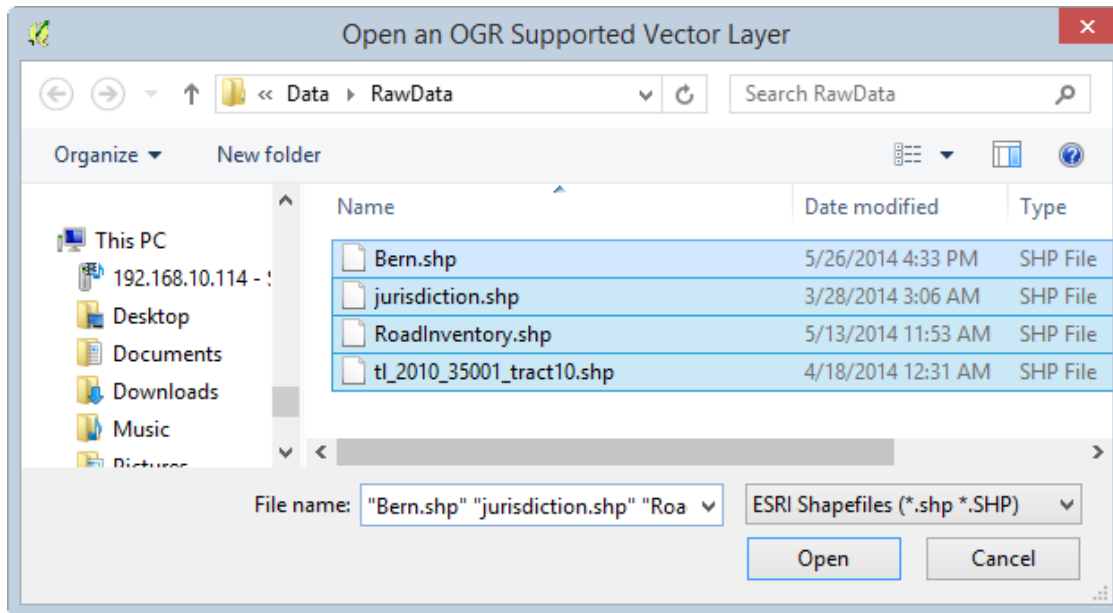 Open an OGR Supported Vector Layer
« Data RawData
Search RawData
Organize New folder
Name Date modified Type
This PC
192.168.10.114 -
Desktop
Documents
Downloads
Music
Pictures
Bern.shp 5/26/2014 4:33 PM SHP File
jurisdiction.shp 3/28/2014 3:06 AM SHP File
RoadInventory.shp 5/13/2014 11:53 AM SHP File
tl_2010_35001_tract10.shp 4/18/2014 12:31 AM SHP File
File name: "Bern.shp" "jurisdiction.shp" "Roa
ESRI Shapefiles (*.shp *.SHP)
Open Cancel